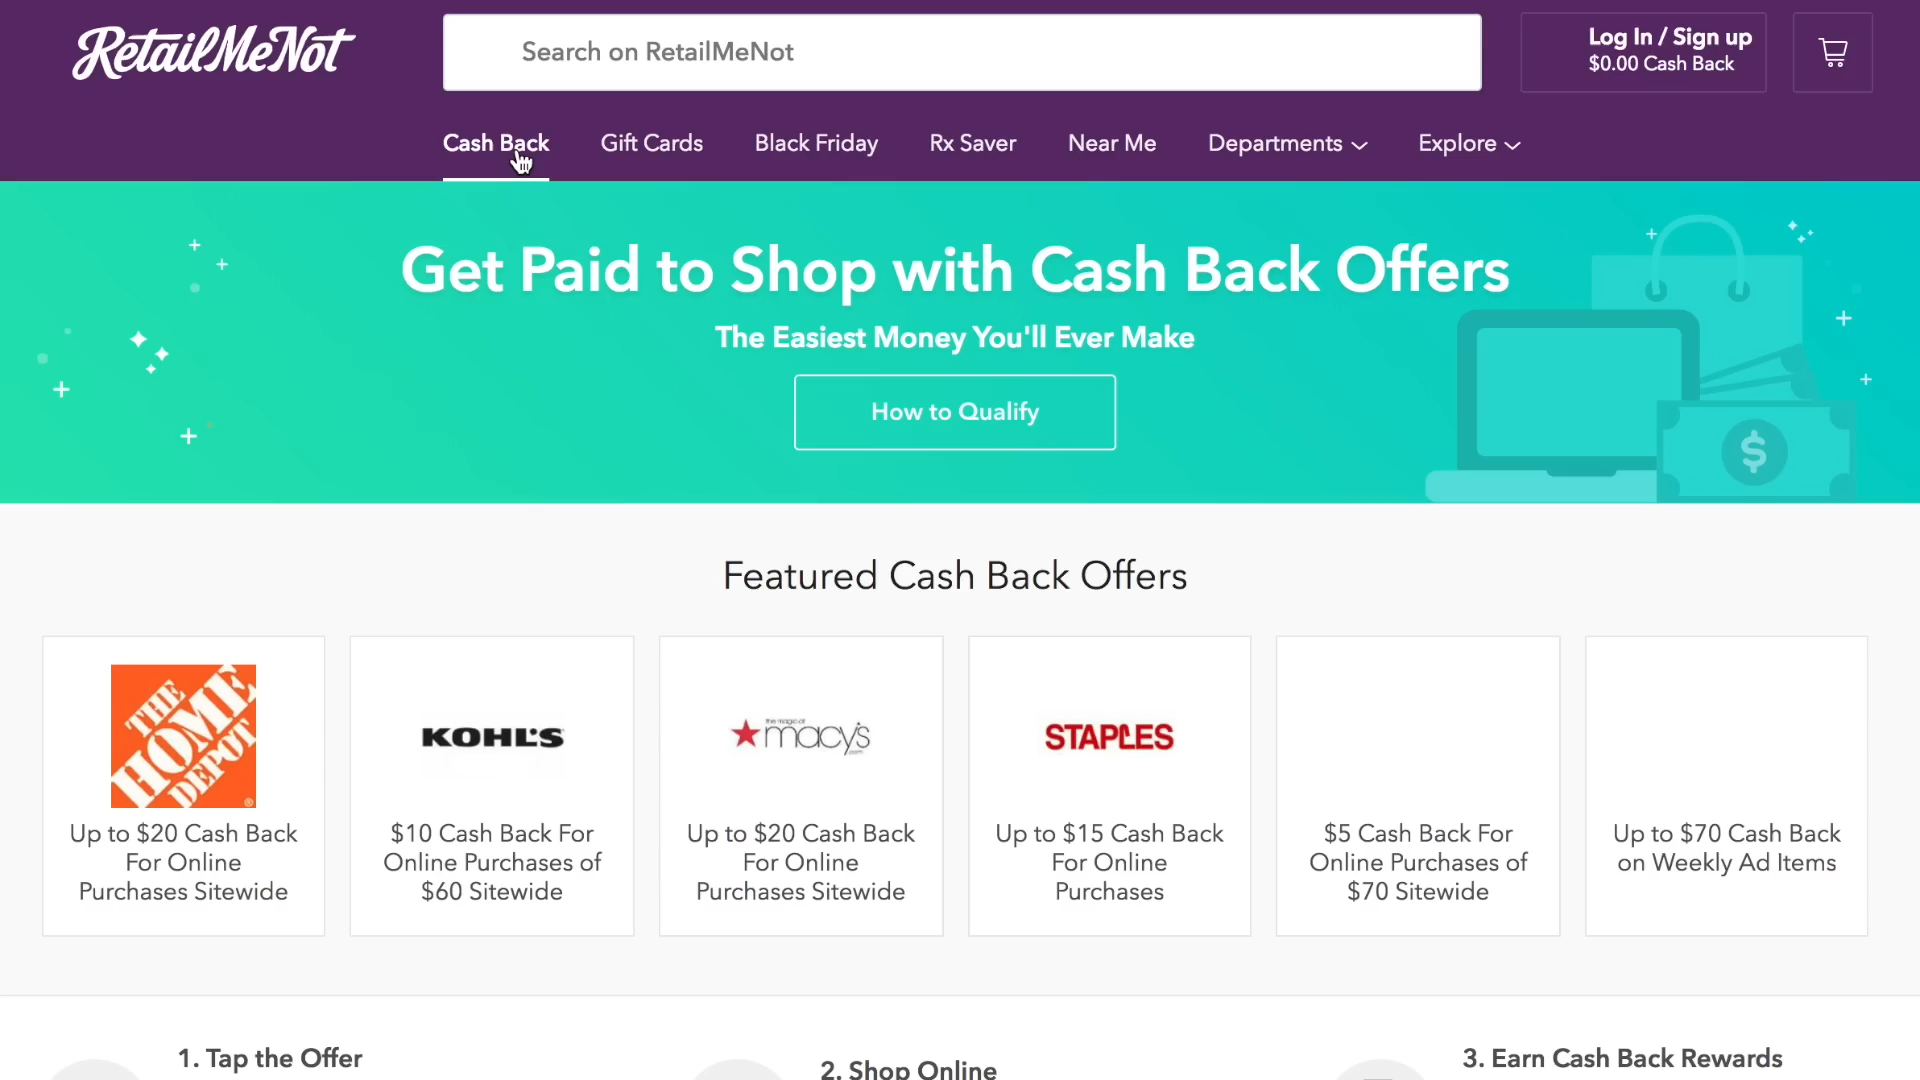 RetailMeNot
Search on RetailMeNot
Log In / Sign up
$0.00 Cash Back
Cash Back
Gift Cards
Black Friday
Rx Saver
Near Me
Departments
Explore
Get Paid to Shop with Cash Back Offers
The Easiest Money You'll Ever Make
How to Qualify
$
Featured Cash Back Offers
THE
HOME
DEPOT
®
Up to $20 Cash Back
For Online
Purchases Sitewide
KOHL'S
$10 Cash Back For
Online Purchases of
$60 Sitewide
the magic of
macy's
.com
Up to $20 Cash Back
For Online
Purchases Sitewide
STAPLES
Up to $15 Cash Back
For Online
Purchases
$5 Cash Back For
Online Purchases of
$70 Sitewide
Up to $70 Cash Back
on Weekly Ad Items
1. Tap the Offer
2. Shop Online
3. Earn Cash Back Rewards